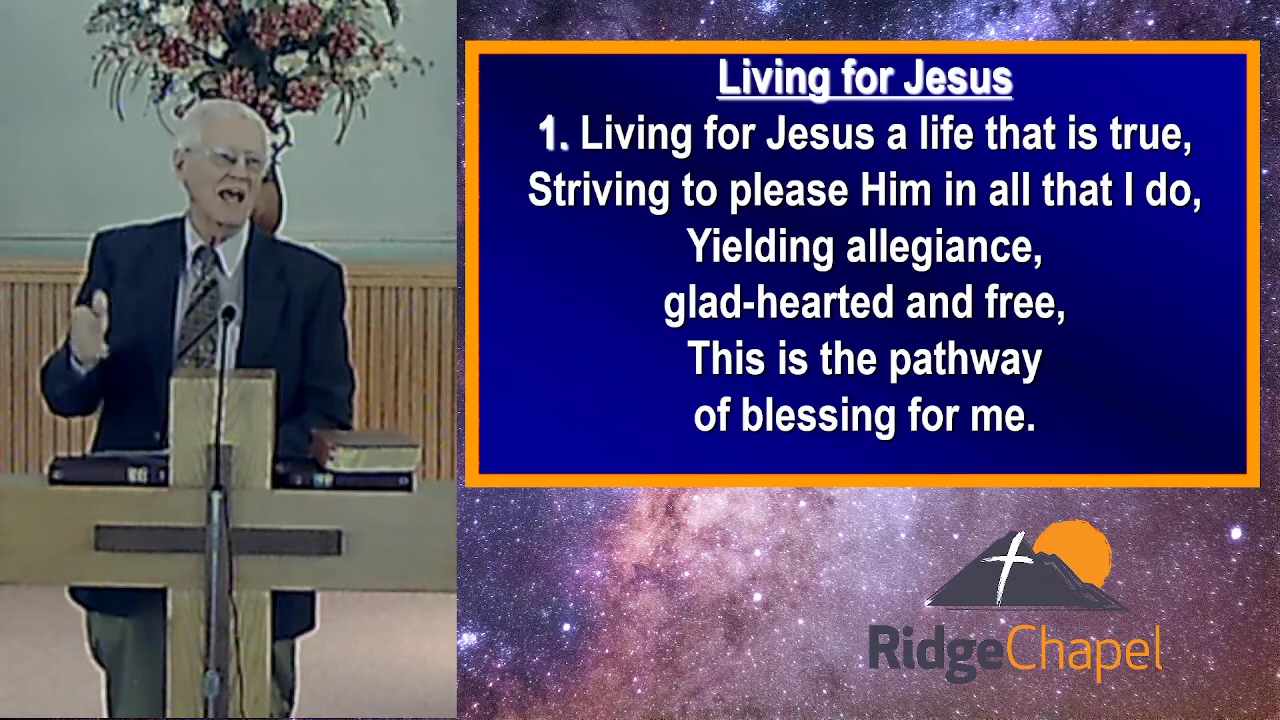 Living for Jesus
1. Living for Jesus a life that is true,
Striving to please Him in all that I do,
Yielding allegiance,
glad-hearted and free,
This is the pathway
of blessing for me.
RidgeChapel